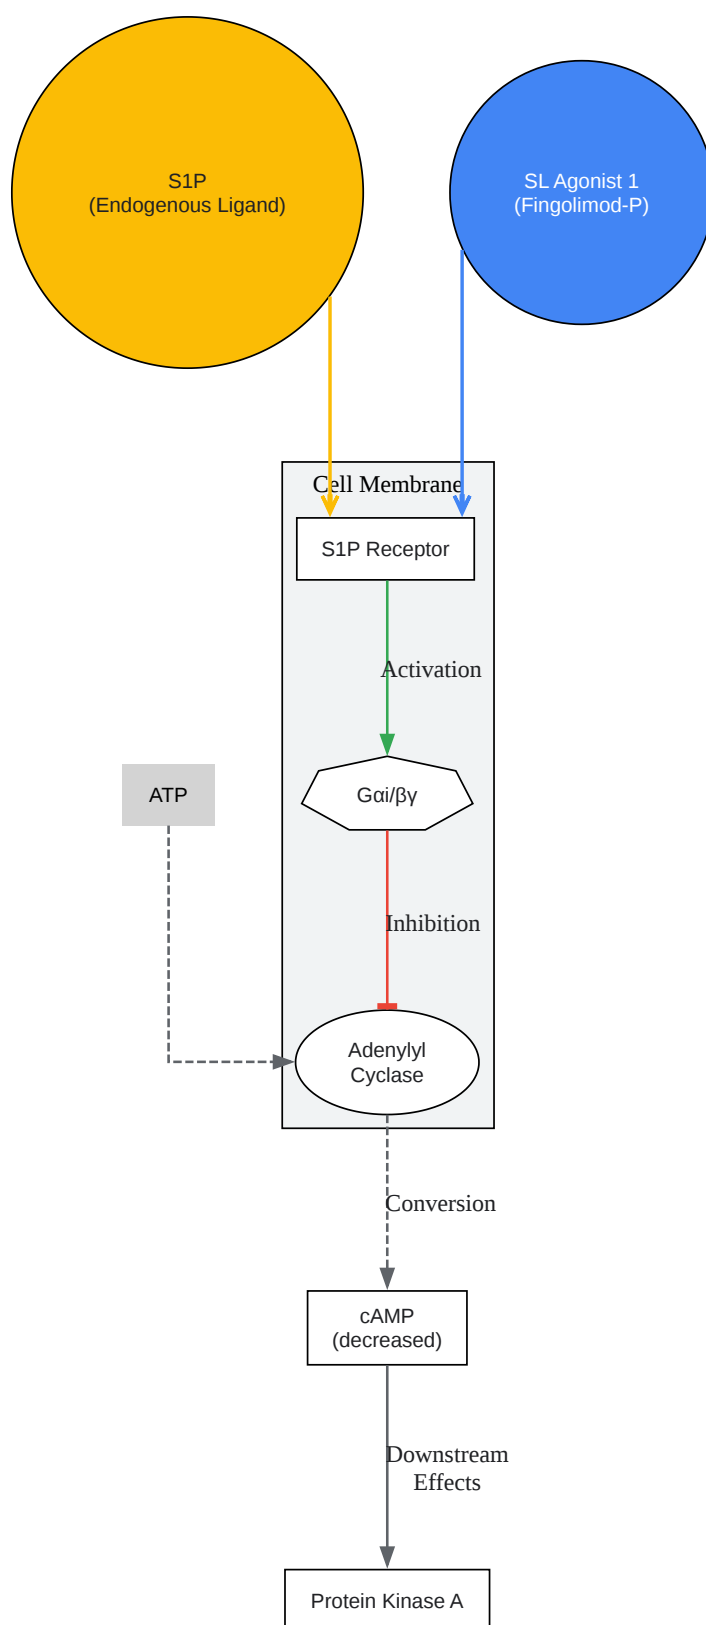 S1P
(Endogenous Ligand)
SL Agonist 1
(Fingolimod-P)
Cell Membrane
S1P Receptor
Activation
ATP
Gαi/βγ
Inhibition
Adenylyl
Cyclase
Conversion
cAMP
(decreased)
Downstream
Effects
Protein Kinase A